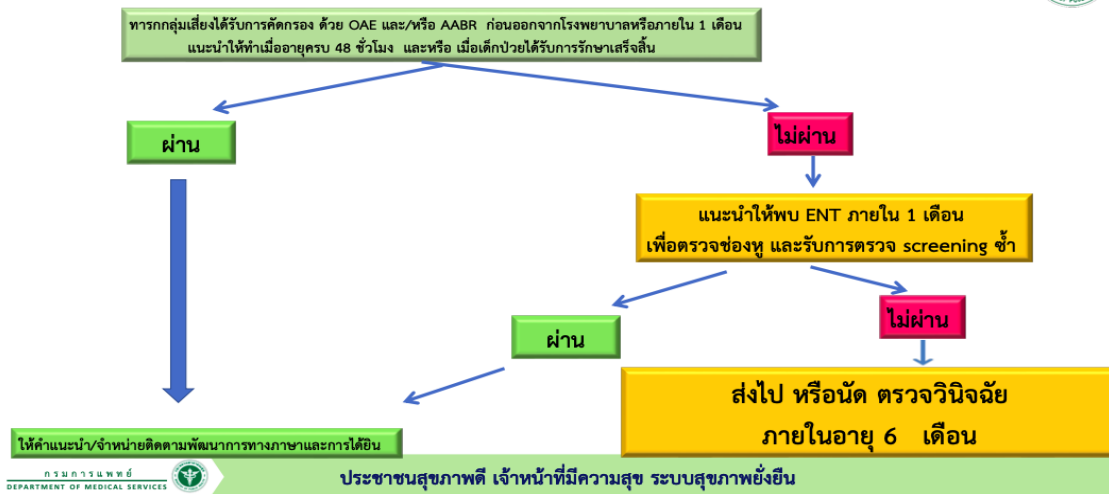 ทารกกลุ่มเสี่ยงได้รับการคัดกรอง ด้วย OAE และ/หรือ AABR ก่อนออกจากโรงพยาบาลหรือภายใน 1 เดือน
แนะนำให้ทำเมื่ออายุครบ 48 ชั่วโมง และหรือ เมื่อเด็กป่วยได้รับการรักษาเสร็จสิ้น
ผ่าน
ไม่ผ่าน
แนะนำให้พบ ENT ภายใน 1 เดือน
เพื่อตรวจช่องหู และรับการตรวจ screening ซ้ำ
ผ่าน
ไม่ผ่าน
ส่งไป หรือนัด ตรวจวินิจฉัย
ภายในอายุ 6 เดือน
ให้คำแนะนำ/จำหน่ายติดตามพัฒนาการทางภาษาและการได้ยิน
กรมการแพทย์
DEPARTMENT OF MEDICAL SERVICES
ประชาชนสุขภาพดี เจ้าหน้าที่มีความสุข ระบบสุขภาพยั่งยืน